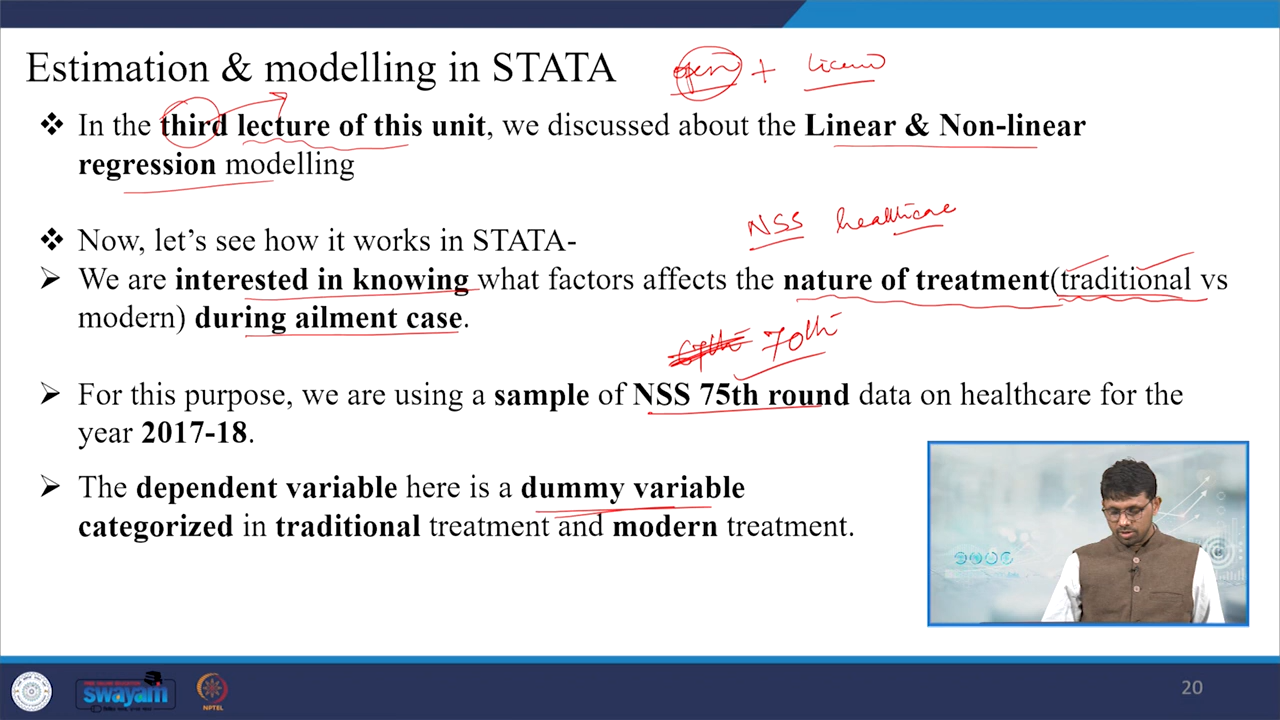 Estimation & modelling in STATA
open + licens
❖ In the third lecture of this unit, we discussed about the Linear & Non-linear
regression modelling
NSS healthcare
❖ Now, let's see how it works in STATA-
➤ We are interested in knowing what factors affects the nature of treatment(traditional vs
modern) during ailment case.
70th
➤ For this purpose, we are using a sample of NSS 75th round data on healthcare for the
year 2017-18.
➤ The dependent variable here is a dummy variable
categorized in traditional treatment and modern treatment.
swayam
NPTEL
20